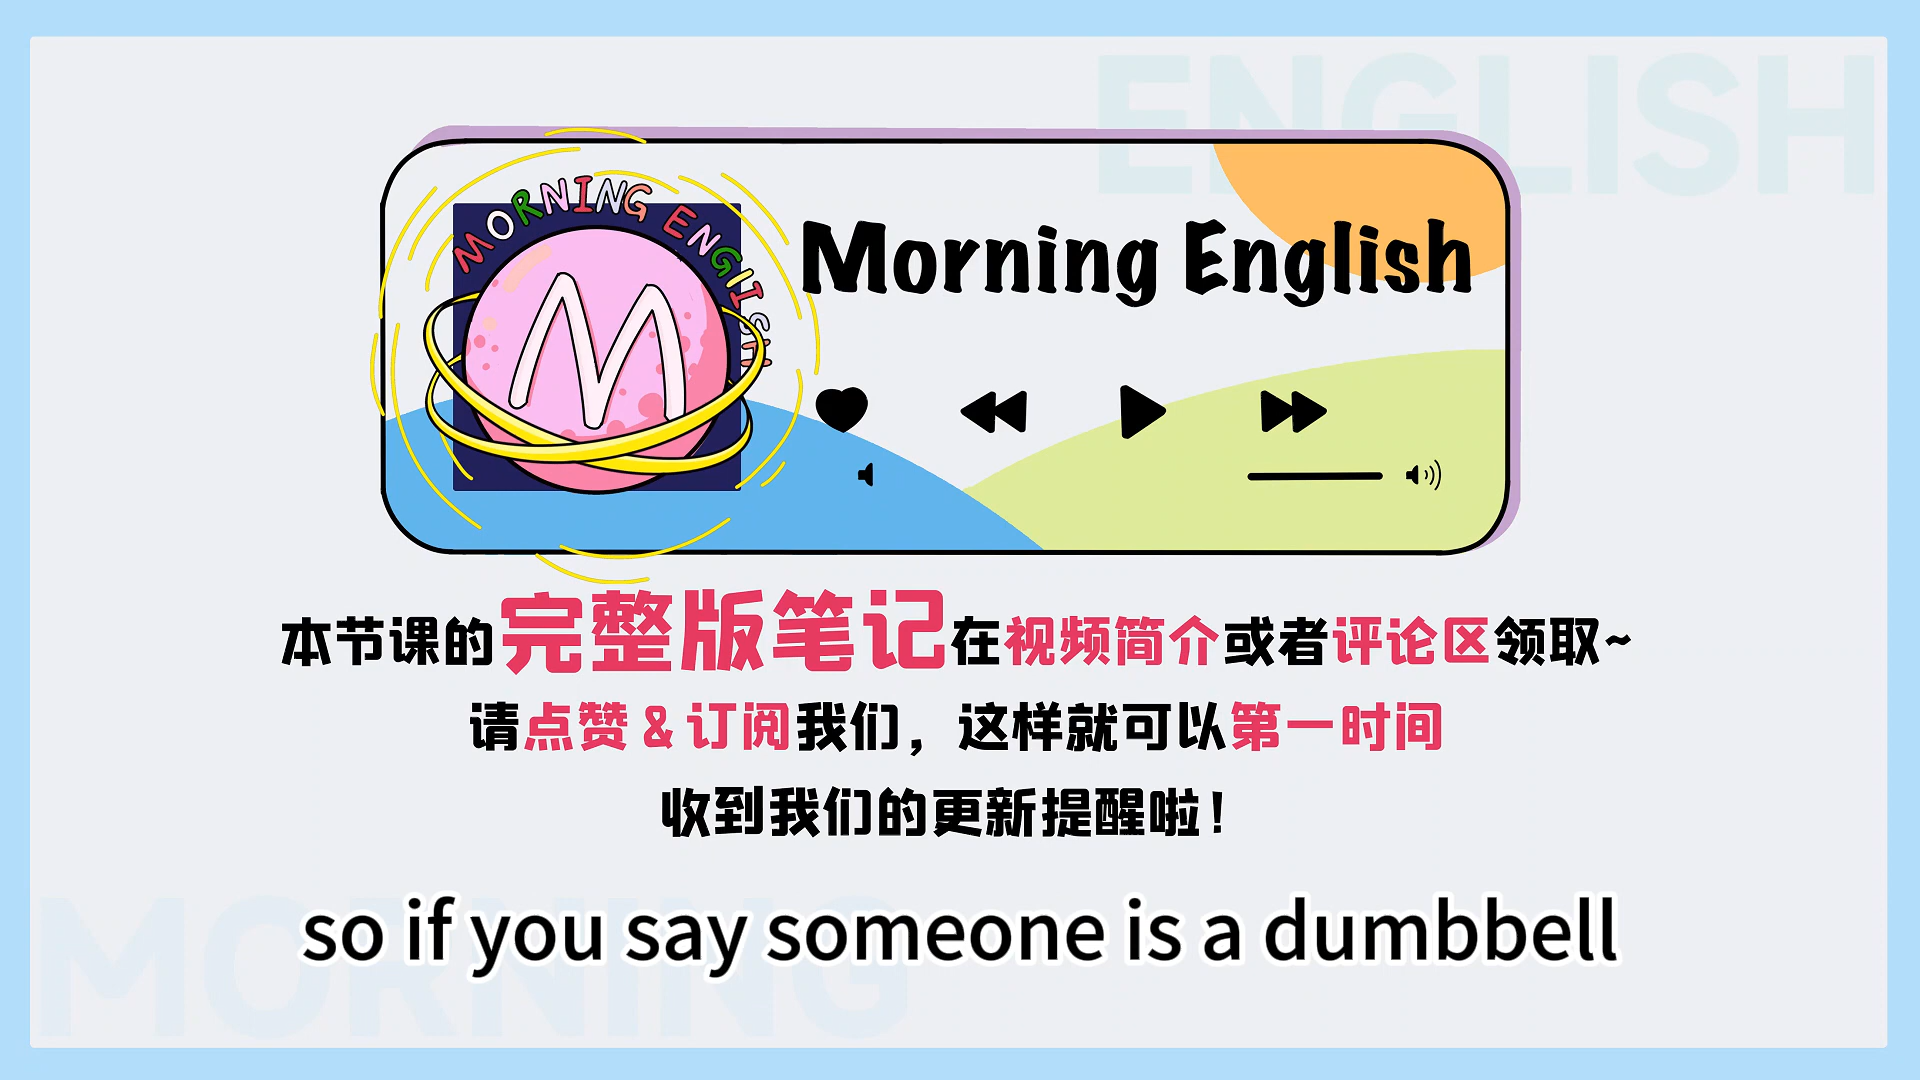 ENGLISH
MORNING ENGLISH
M
Morning English
本节课的完整版笔记在视频简介或者评论区领取~
请点赞&订阅我们，这样就可以第一时间
收到我们的更新提醒啦！
MORNING
so if you say someone is a dumbbell